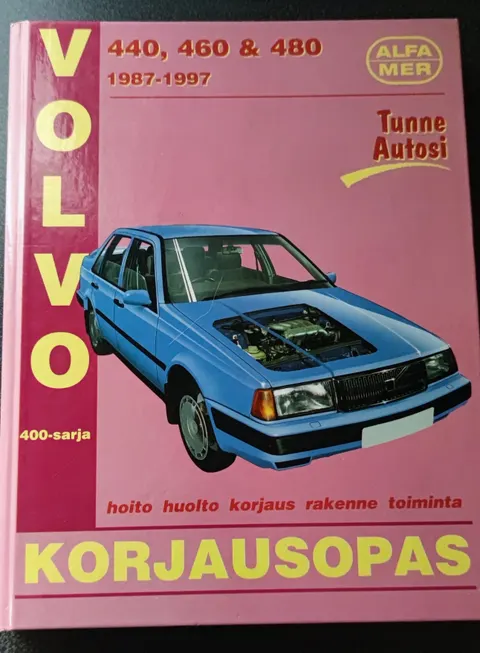 VOLVO
440, 460 & 480
1987-1997
ALFA
MER
Tunne
Autosi
400-sarja
hoito huolto korjaus rakenne toiminta
KORJAUSOPAS